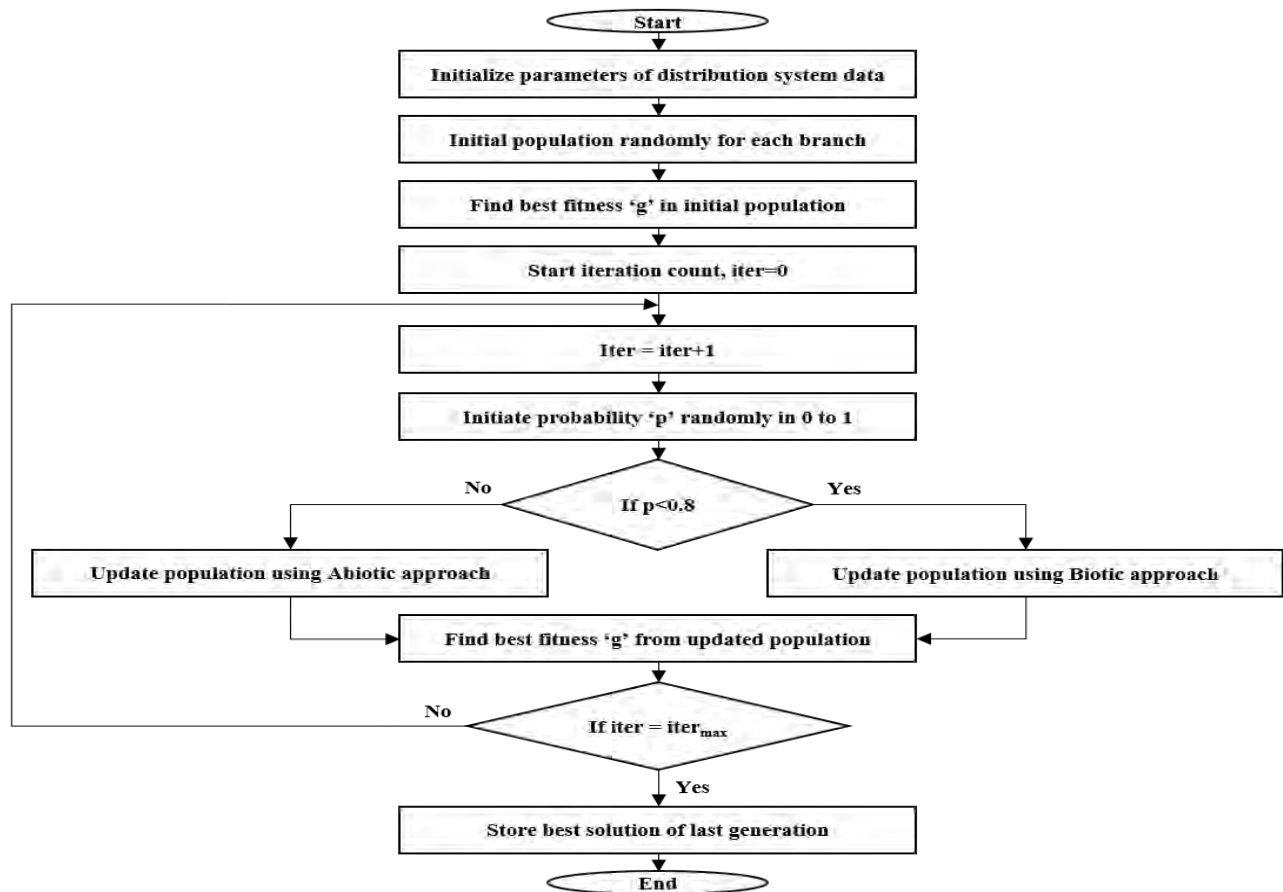 Start
Initialize parameters of distribution system data
Initial population randomly for each branch
Find best fitness ‘g’ in initial population
Start iteration count, iter=0
Iter = iter+1
Initiate probability ‘p’ randomly in 0 to 1
No
If p<0.8
Yes
Update population using Abiotic approach
Update population using Biotic approach
Find best fitness ‘g’ from updated population
No
If iter = itermax
Yes
Store best solution of last generation
End